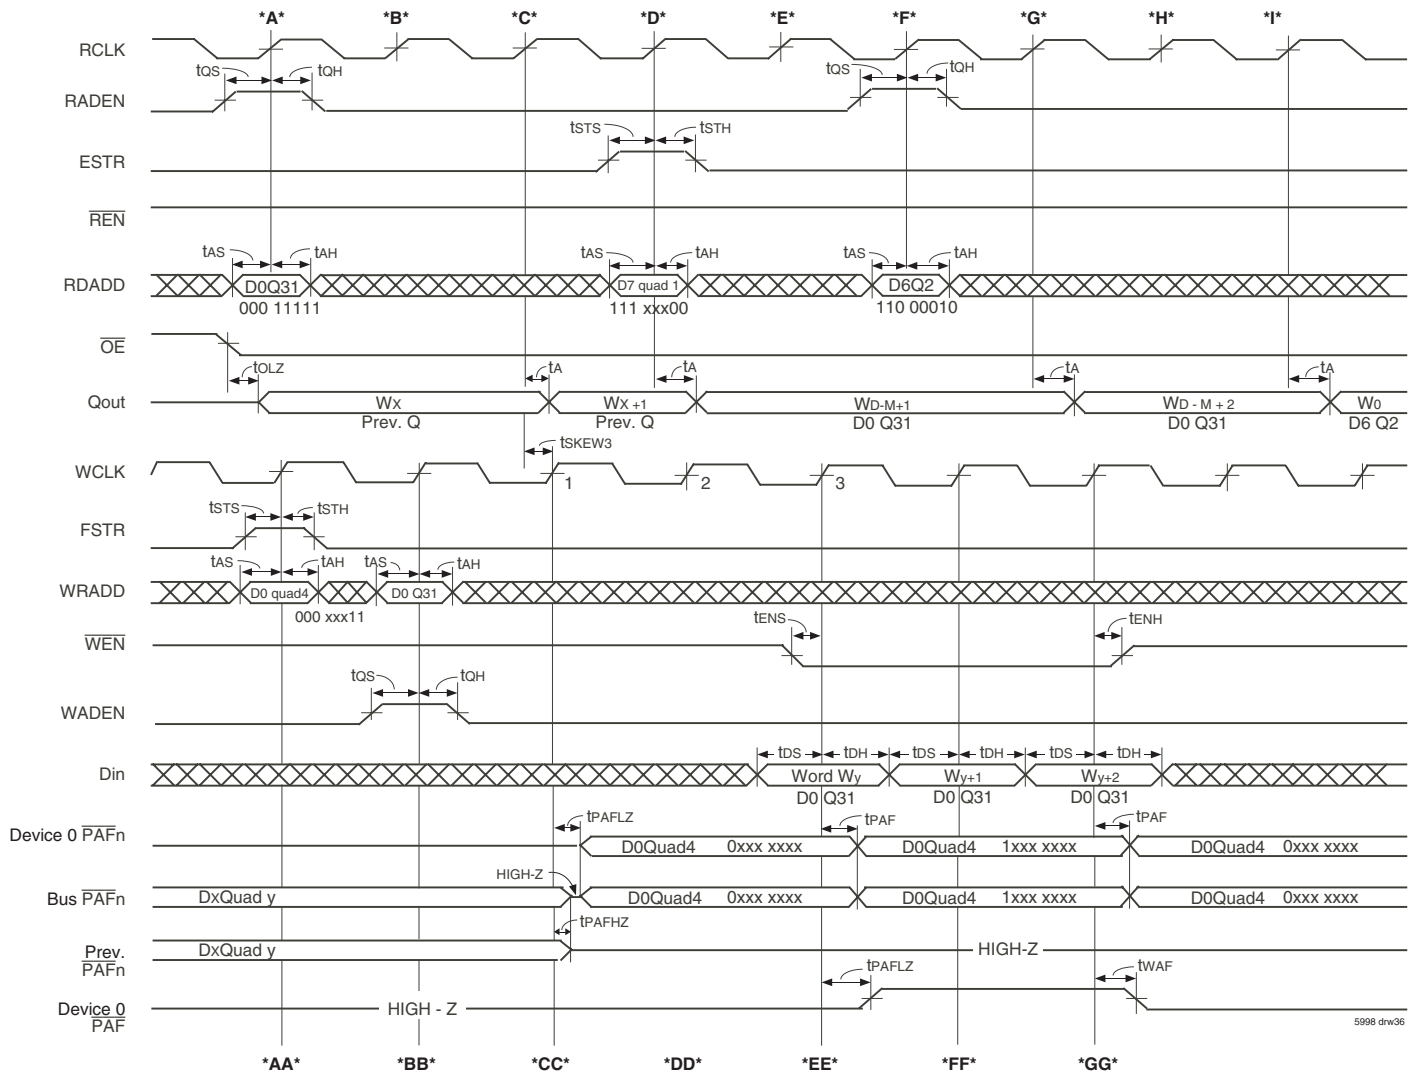 *A* *B* *C* *D* *E* *F* *G* *H* *I*
RCLK
tQS tQH tQS tQH
RADEN
tSTS tSTH
ESTR
REN
tAS tAH tAS tAH tAS tAH
RDADD D0Q31 D7 quad 1 D6Q2
000 11111 111 xxx00 110 00010
OE
tOLZ tA tA tA tA
Qout WX WX +1 WD-M+1 WD - M + 2 W0
Prev. Q Prev. Q D0 Q31 D0 Q31 D6 Q2
tSKEW3
WCLK 1 2 3
tSTS tSTH
FSTR
tAS tAH tAS tAH
WRADD D0 quad4 D0 Q31
000 xxx11
tENS tENH
WEN
tQS tQH
WADEN
tDS tDH tDS tDH tDS tDH
Din Word Wy Wy+1 Wy+2
D0 Q31 D0 Q31 D0 Q31
tPAFLZ tPAF tPAF
Device 0 PAFn D0Quad4 0xxx xxxx D0Quad4 1xxx xxxx D0Quad4 0xxx xxxx
HIGH-Z
Bus PAFn DxQuad y D0Quad4 0xxx xxxx D0Quad4 1xxx xxxx D0Quad4 0xxx xxxx
tPAFHZ
Prev. DxQuad y HIGH-Z
PAFn
tPAFLZ tWAF
Device 0 HIGH - Z
PAF
5998 drw36
*AA* *BB* *CC* *DD* *EE* *FF* *GG*